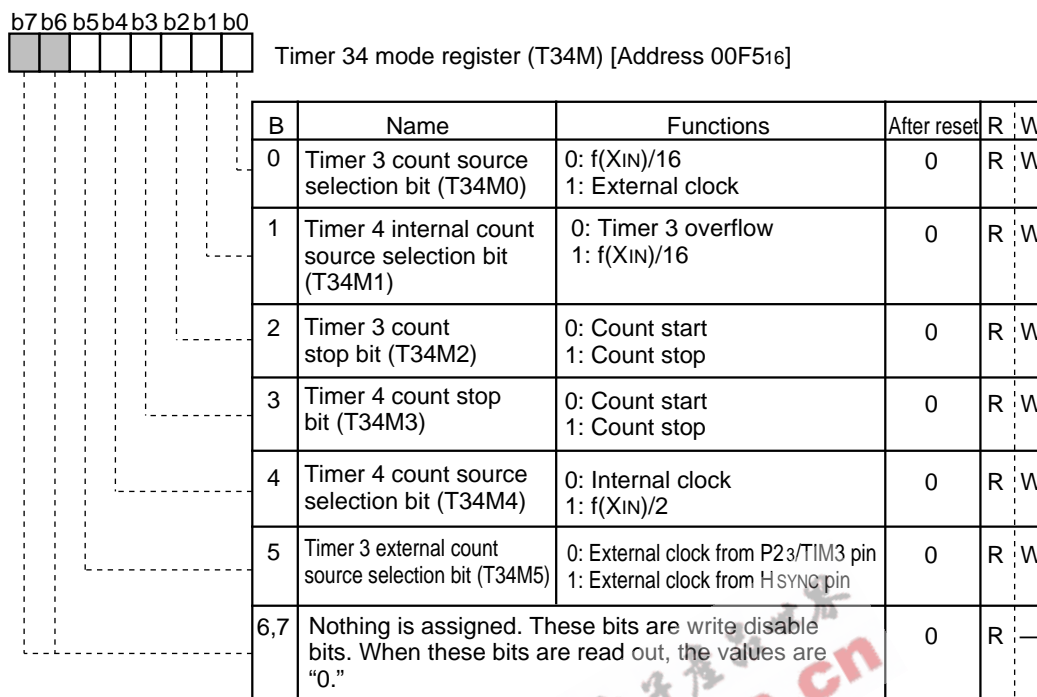 b7 b6 b5 b4 b3 b2 b1 b0
Timer 34 mode register (T34M) [Address 00F516]
B Name Functions After reset R W
0 Timer 3 count source 0: f(XIN)/16 0 R W
selection bit (T34M0) 1: External clock
1 Timer 4 internal count 0: Timer 3 overflow 0 R W
source selection bit 1: f(XIN)/16
(T34M1)
2 Timer 3 count 0: Count start 0 R W
stop bit (T34M2) 1: Count stop
3 Timer 4 count stop 0: Count start 0 R W
bit (T34M3) 1: Count stop
4 Timer 4 count source 0: Internal clock 0 R W
selection bit (T34M4) 1: f(XIN)/2
5 Timer 3 external count 0: External clock from P23/TIM3 pin 0 R W
source selection bit (T34M5) 1: External clock from HSYNC pin
6,7 Nothing is assigned. These bits are write disable 0 R —
bits. When these bits are read out, the values are
“0.”
.cn